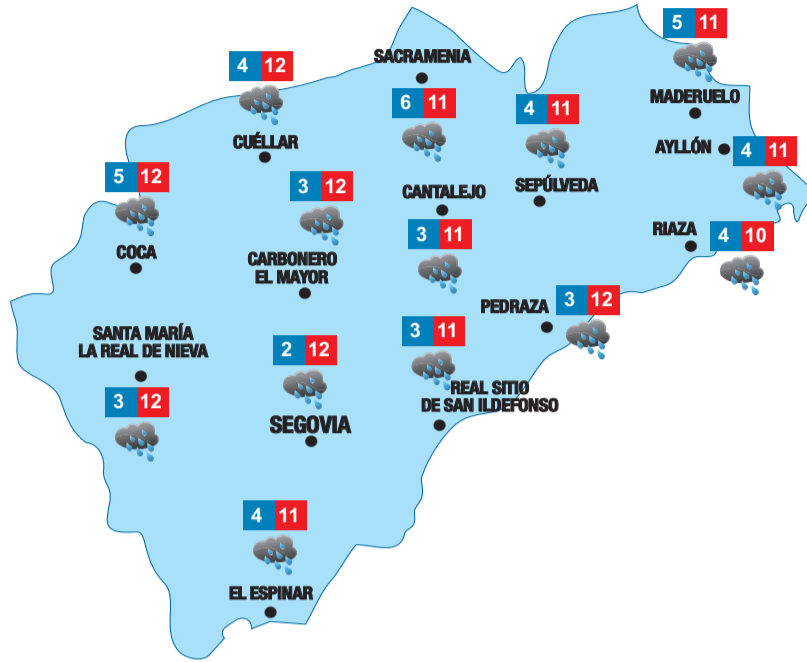 5 11
MADERUELO
SACRAMENIA
6 11
4 12
CUÉLLAR
4 11
SEPÚLVEDA
AYLLÓN
4 11
5 12
COCA
3 12
CARBONERO
EL MAYOR
CANTALEJO
3 11
RIAZA
4 10
PEDRAZA
3 12
SANTA MARÍA
LA REAL DE NIEVA
3 12
2 12
SEGOVIA
3 11
REAL SITIO
DE SAN ILDEFONSO
4 11
EL ESPINAR